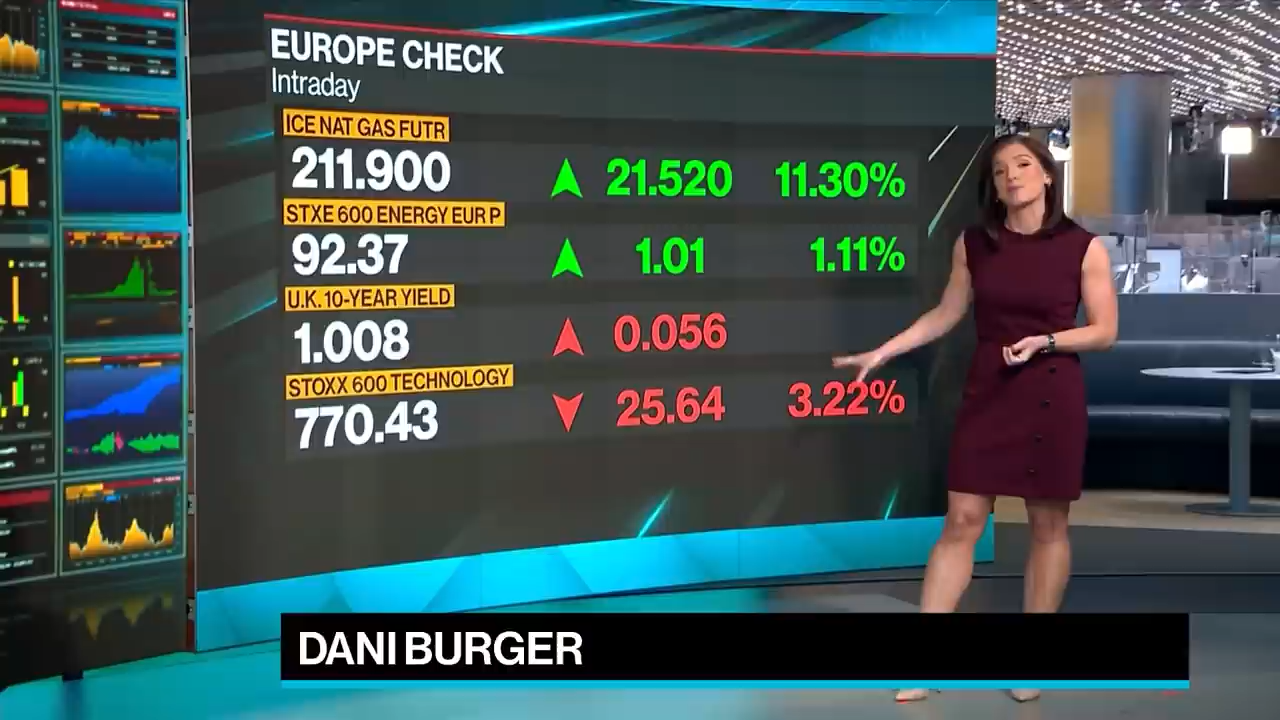 EUROPE CHECK
Intraday
ICE NAT GAS FUTR
211.900 ▲ 21.520 11.30%
STXE 600 ENERGY EUR P
92.37 ▲ 1.01 1.11%
U.K. 10-YEAR YIELD
1.008 ▲ 0.056
STOXX 600 TECHNOLOGY
770.43 ▼ 25.64 3.22%
DANI BURGER